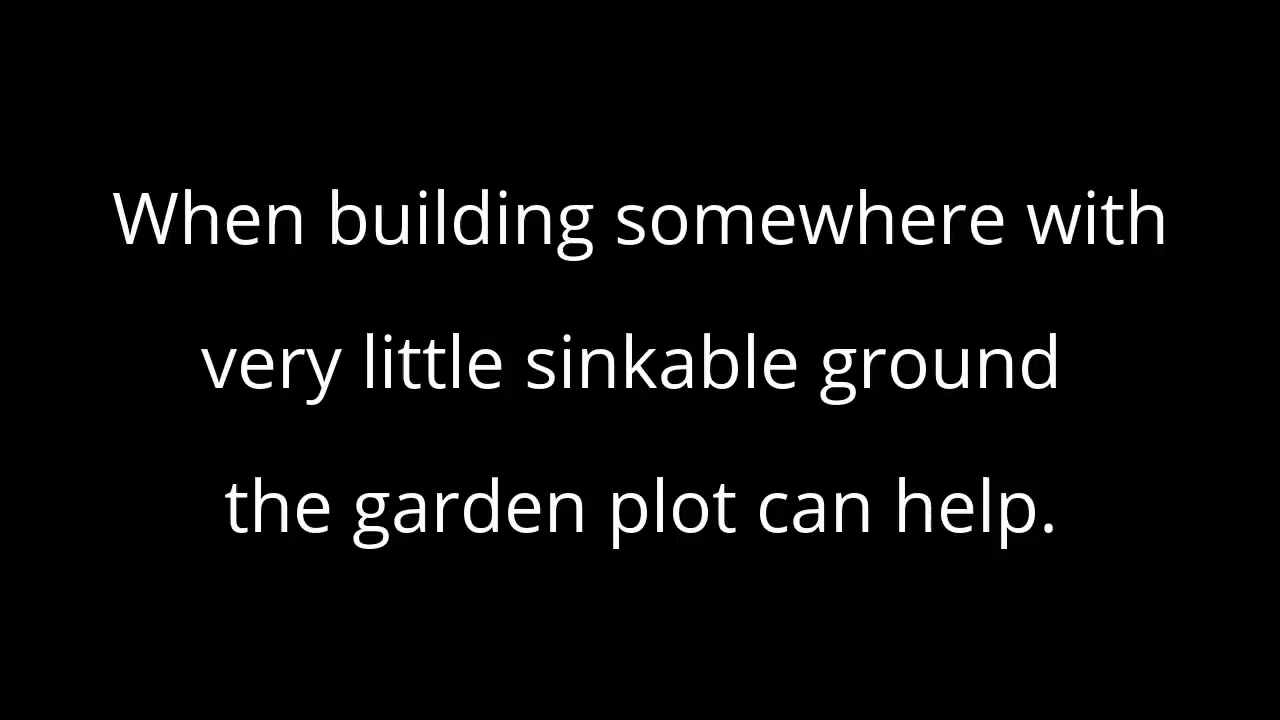 When building somewhere with
very little sinkable ground
the garden plot can help.